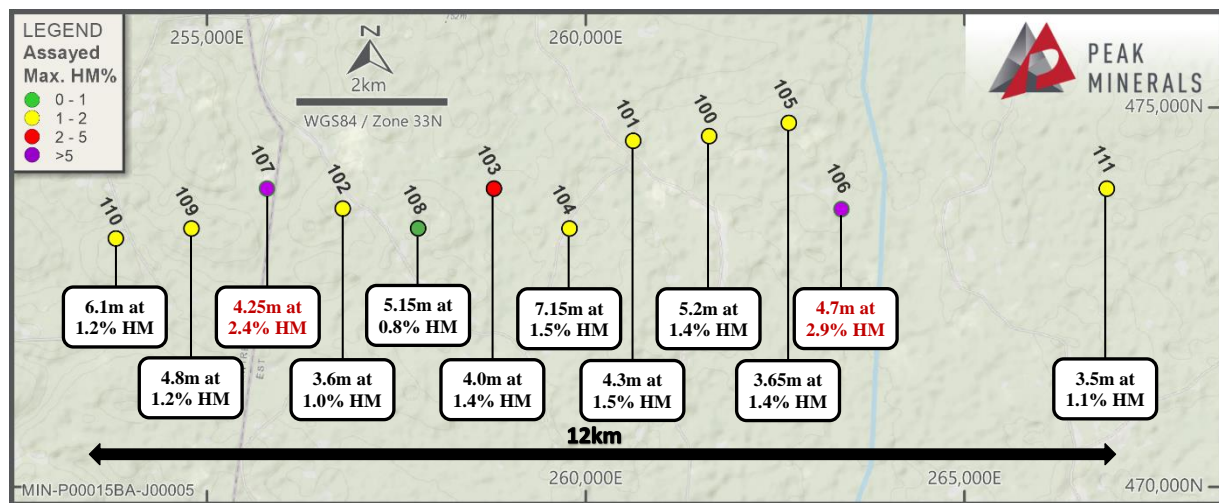 LEGEND
Assayed
Max. HM%
0 - 1
1 - 2
2 - 5
>5
255,000E
260,000E
N
2km
WGS84 / Zone 33N
PEAK
MINERALS
475,000N
110
109
107
102
108
103
104
101
100
105
106
111
6.1m at
1.2% HM
4.25m at
2.4% HM
5.15m at
0.8% HM
7.15m at
1.5% HM
5.2m at
1.4% HM
4.7m at
2.9% HM
4.8m at
1.2% HM
3.6m at
1.0% HM
4.0m at
1.4% HM
4.3m at
1.5% HM
3.65m at
1.4% HM
3.5m at
1.1% HM
EST
12km
MIN-P00015BA-J00005
260,000E
265,000E
470,000N